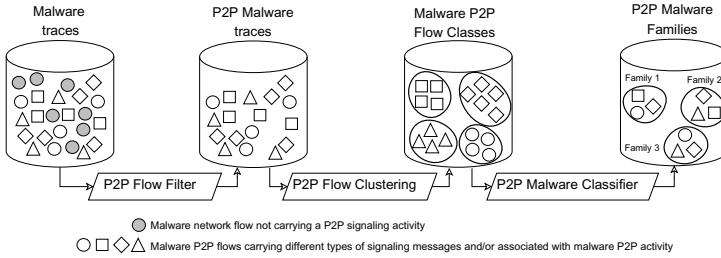 Malware
traces
P2P Malware
traces
Malware P2P
Flow Classes
P2P Malware
Families
Family 1
Family 2
Family 3
P2P Flow Filter
P2P Flow Clustering
P2P Malware Classifier
Malware network flow not carrying a P2P signaling activity
Malware P2P flows carrying different types of signaling messages and/or associated with malware P2P activity